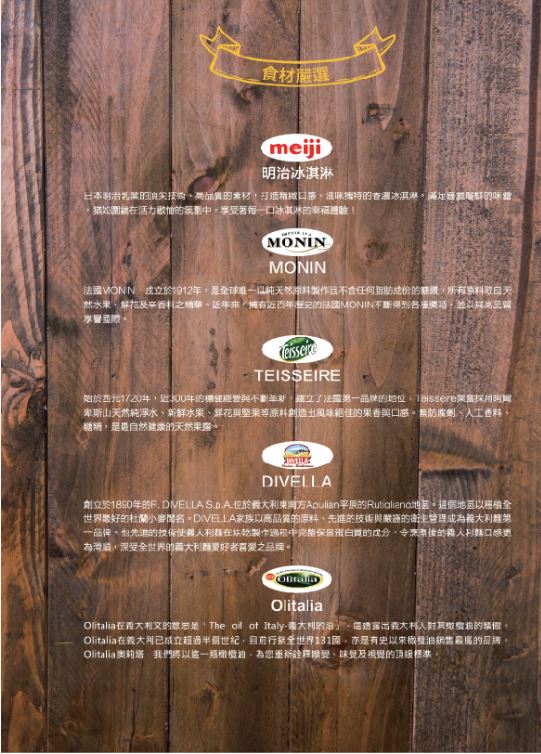 食材嚴選
meiji
明治冰淇淋
日本明治乳業的頂尖技術、高品質的素材，打造精緻口感、滋味獨特的香濃冰淇淋。滿足喜愛嚐鮮的味蕾
，猶如圍繞在活力歡愉的氛圍中，享受著每一口冰淇淋的幸福體驗！
MONIN
MONIN
法國MONIN 成立於1912年，是全球唯一以純天然原料製作且不含任何脂肪成份的糖漿，所有原料取自天
然水果、鮮花及辛香料之精華。近年來，擁有近百年歷史的法國MONIN不斷得到各種獎項，並以其高品質
享譽國際。
Teisseire
TEISSEIRE
始於西元1720年，近300年的穩健經營與不斷革新，建立了法國第一品牌的地位；Teissere果露採用阿爾
卑斯山天然純淨水、新鮮水果、鮮花與堅果等原料創造出風味絕佳的果香與口感。無防腐劑、人工香料、
糖精，是最自然健康的天然果露。
DIVELLA
DIVELLA
創立於1890年的F. DIVELLA S.p.A.位於義大利東南方Apulian平原的Rutigliano地區。這個地區以種植全
世界最好的杜蘭小麥聞名。DIVELLA家族以高品質的原料、先進的技術與嚴謹的衛生管理成為義大利麵第
一品牌。他先進的技術使義大利麵在烘乾製作過程中完整保留蛋白質的成分，令烹煮後的義大利麵口感更
為滑順，深受全世界的義大利麵愛好者喜愛之品牌。
Olitalia
Olitalia
Olitalia在義大利文的意思是「The oil of Italy-義大利的油」，這透露出義大利人對其橄欖油的驕傲。
Olitalia在義大利已成立超過半個世紀，目前行銷全世界131國，亦是有史以來橄欖油銷售最廣的品牌。
Olitalia奧莉塔 我們將以這一瓶橄欖油，為您重新詮釋嗅覺、味覺及視覺的頂級標準。